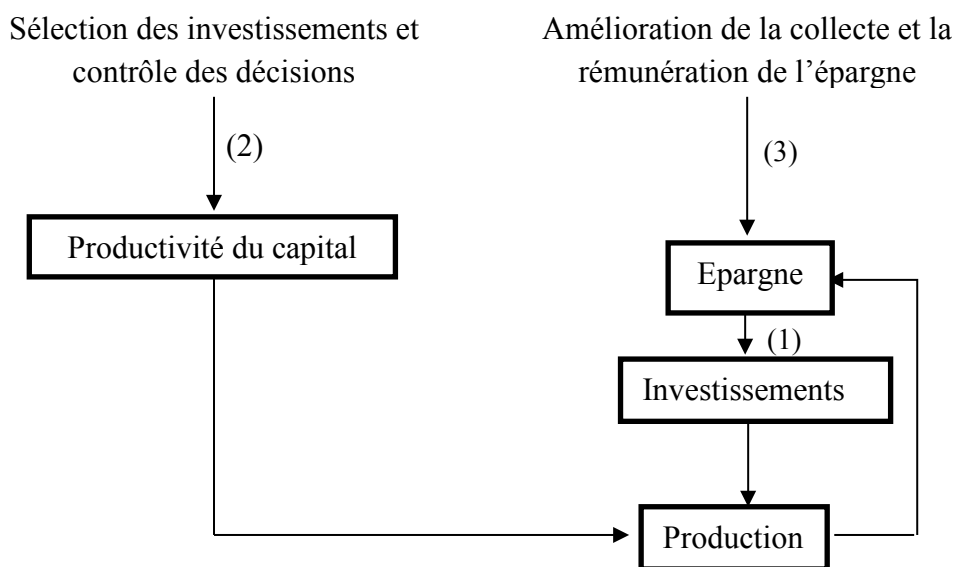 Sélection des investissements et
contrôle des décisions
Amélioration de la collecte et la
rémunération de l’épargne
(2)
(3)
Productivité du capital
Epargne
(1)
Investissements
Production